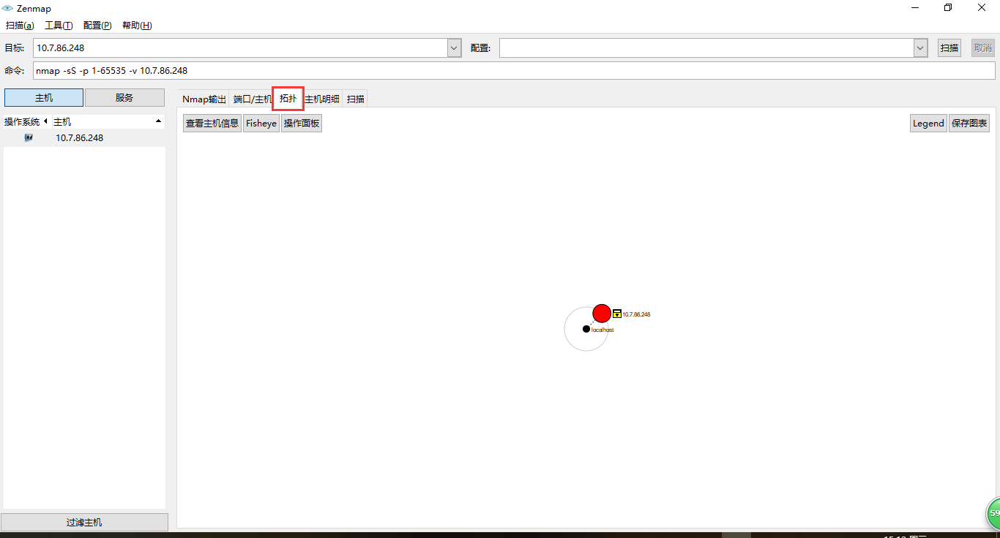 Zenmap
扫描(a) 工具(T) 配置(P) 帮助(H)
目标: 10.7.86.248 配置: 扫描 取消
命令: nmap -sS -p 1-65535 -v 10.7.86.248
主机 服务 Nmap输出 端口/主机 拓扑 主机明细 扫描
操作系统 主机 查看主机信息 Fisheye 操作面板 Legend 保存图表
10.7.86.248
10.7.86.248
localhost
59
过滤主机